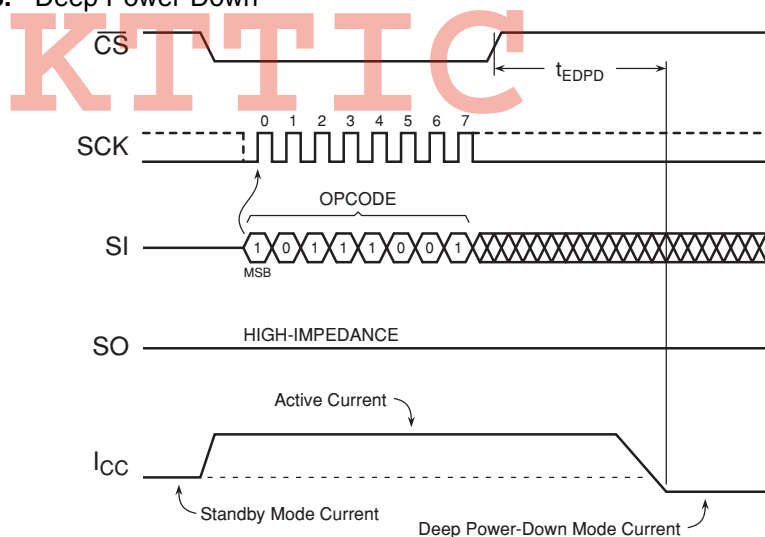 Deep Power-Down
KTTIC
CS
tEDPD
0 1 2 3 4 5 6 7
SCK
OPCODE
SI
1 0 1 1 1 0 0 1
MSB
HIGH-IMPEDANCE
SO
Active Current
ICC
Standby Mode Current
Deep Power-Down Mode Current